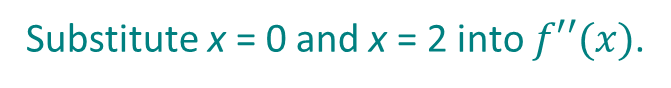 Substitute x = 0 and x = 2 into f′′(x).